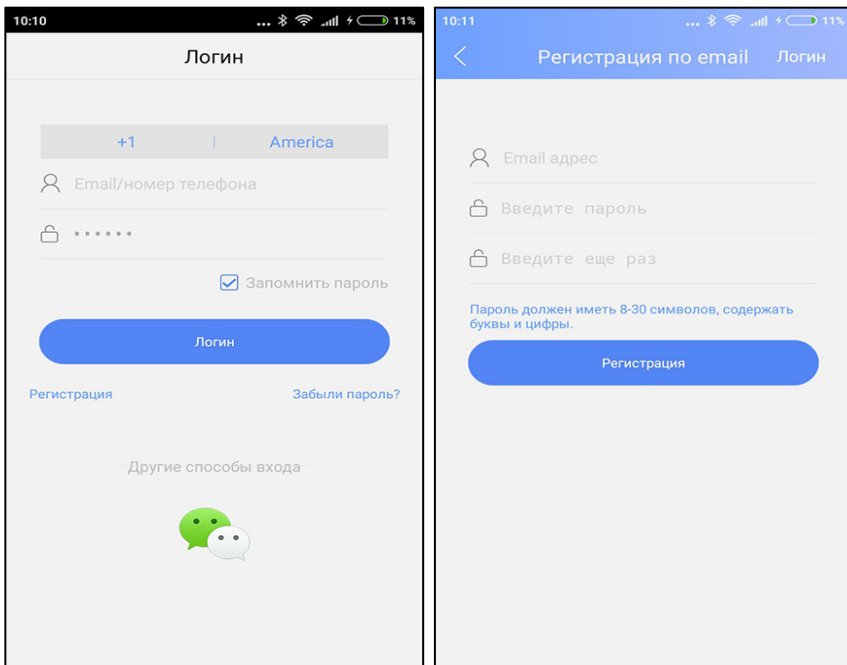 10:10
... 11%
Логин
+1 | America
Email/номер телефона
••••••
Запомнить пароль
Логин
Регистрация Забыли пароль?
Другие способы входа
10:11
... 11%
Регистрация по email Логин
Email адрес
Введите пароль
Введите еще раз
Пароль должен иметь 8-30 символов, содержать
буквы и цифры.
Регистрация